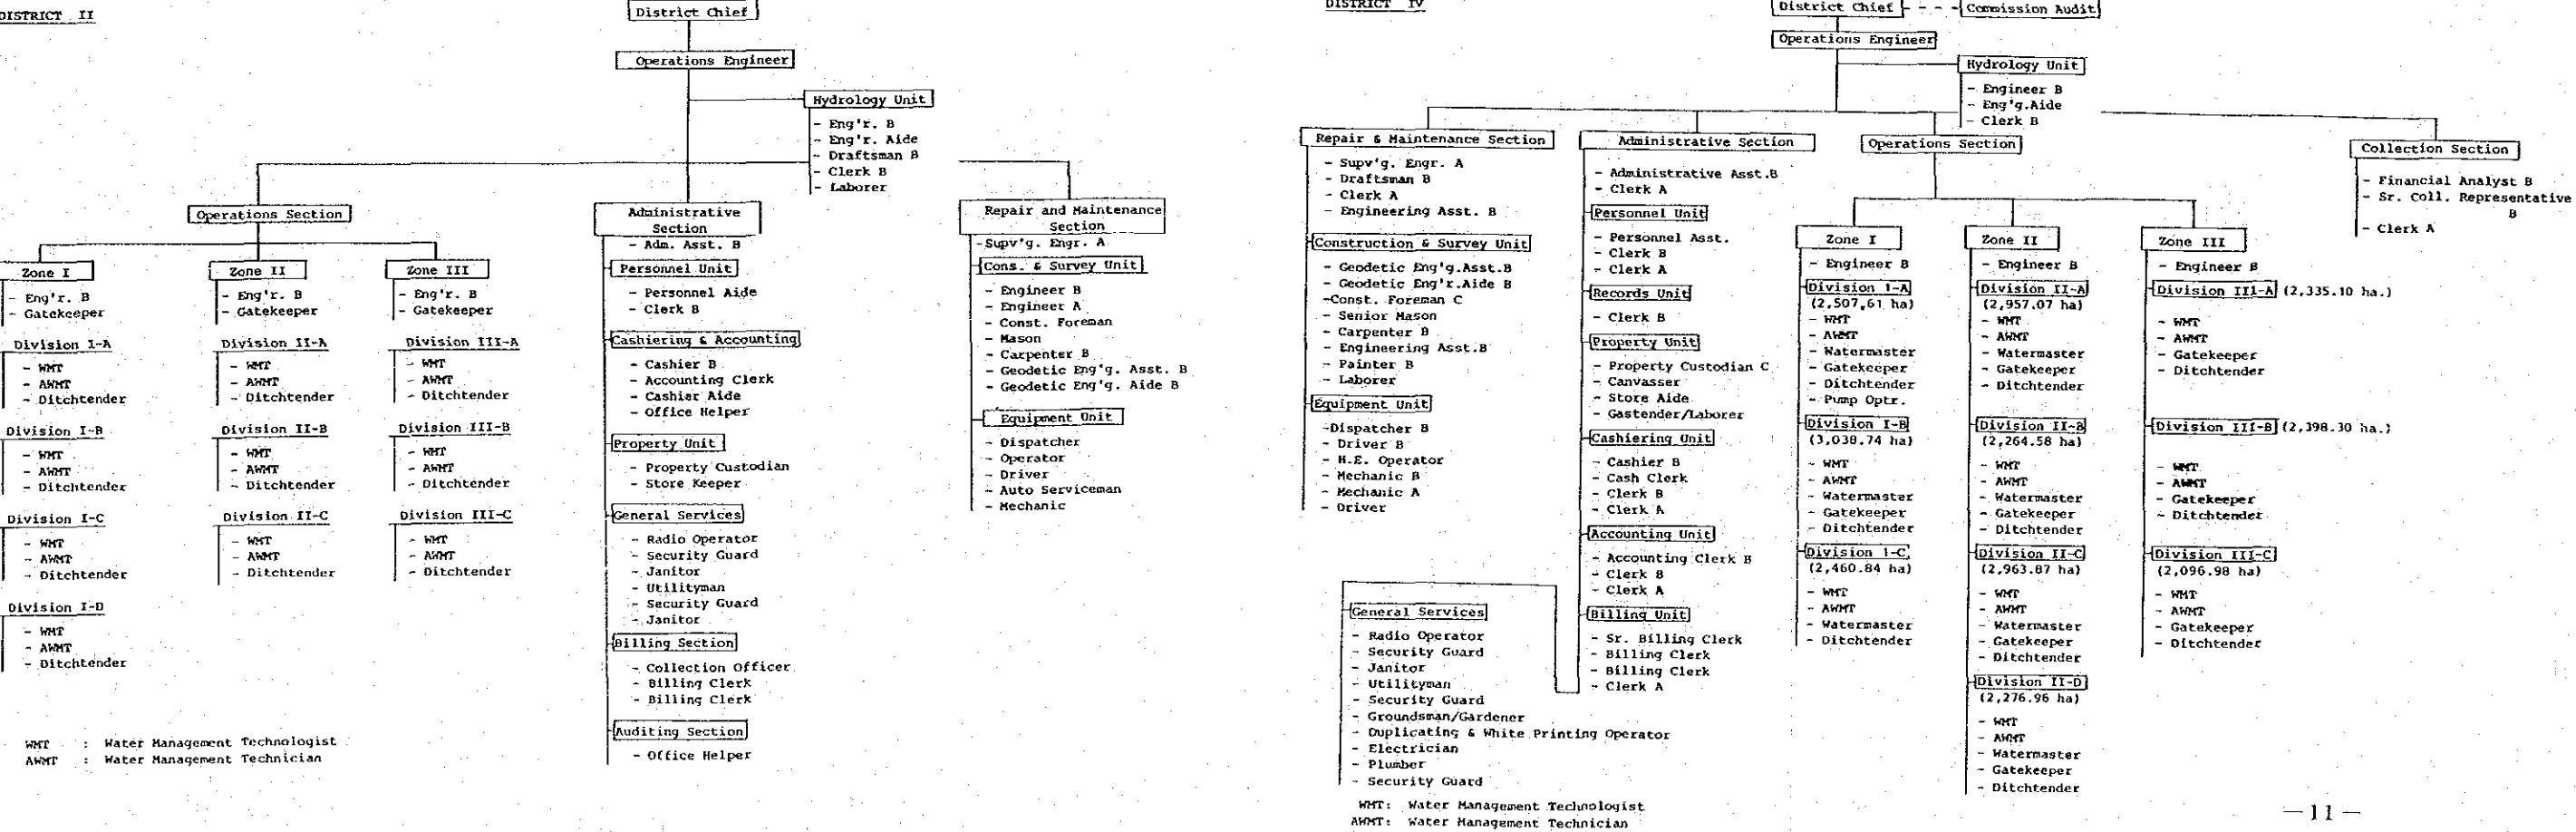 DISTRICT II
District Chief
Operations Engineer
Hydrology Unit
- Eng'r. B
- Eng'r. Aide
- Draftsman B
- Clerk B
- Laborer
Operations Section
Zone I
- Eng'r. B
- Gatekeeper
Division I-A
- WMT
- AWMT
- Ditchtender
Division I-B
- WMT
- AWMT
- Ditchtender
Division I-C
- WMT
- AWMT
- Ditchtender
Division I-D
- WMT
- AWMT
- Ditchtender
Zone II
- Eng'r. B
- Gatekeeper
Division II-A
- WMT
- AWMT
- Ditchtender
Division II-B
- WMT
- AWMT
- Ditchtender
Division II-C
- WMT
- AWMT
- Ditchtender
Zone III
- Eng'r. B
- Gatekeeper
Division III-A
- WMT
- AWMT
- Ditchtender
Division III-B
- WMT
- AWMT
- Ditchtender
Division III-C
- WMT
- AWMT
- Ditchtender
Administrative
Section
- Adm. Asst. B
Personnel Unit
- Personnel Aide
- Clerk B
Cashiering & Accounting
- Cashier B
- Accounting Clerk
- Cashier Aide
- Office Helper
Property Unit
- Property Custodian
- Store Keeper
General Services
- Radio Operator
- Security Guard
- Janitor
- Utilityman
- Security Guard
- Janitor
Billing Section
- Collection Officer
- Billing Clerk
- Billing Clerk
Auditing Section
- Office Helper
Repair and Maintenance
Section
-Supv'g. Engr. A
Cons. & Survey Unit
- Engineer B
- Engineer A
- Const. Foreman
- Mason
- Carpenter B
- Geodetic Eng'g. Asst. B
- Geodetic Eng'g. Aide B
Equipment Unit
- Dispatcher
- Operator
- Driver
- Auto Serviceman
- Mechanic
WMT : Water Management Technologist
AWMT : Water Management Technician
DISTRICT IV
District Chief
Commission Audit
Operations Engineer
Hydrology Unit
- Engineer B
- Eng'g.Aide
- Clerk B
Repair & Maintenance Section
- Supv'g. Engr. A
- Draftsman B
- Clerk A
- Engineering Asst. B
Construction & Survey Unit
- Geodetic Eng'g.Asst.B
- Geodetic Eng'r.Aide B
-Const. Foreman C
- Senior Mason
- Carpenter B
- Engineering Asst.B
- Painter B
- Laborer
Equipment Unit
-Dispatcher B
- Driver B
- H.E. Operator
- Mechanic B
- Mechanic A
- Driver
Administrative Section
- Administrative Asst.B
- Clerk A
Personnel Unit
- Personnel Asst.
- Clerk B
- Clerk A
Records Unit
- Clerk B
Property Unit
- Property Custodian C
- Canvasser
- Store Aide
- Gastender/Laborer
Cashiering Unit
- Cashier B
- Cash Clerk
- Clerk B
- Clerk A
Accounting Unit
- Accounting Clerk B
- Clerk B
- Clerk A
Billing Unit
- Sr. Billing Clerk
- Billing Clerk
- Billing Clerk
- Clerk A
General Services
- Radio Operator
- Security Guard
- Janitor
- Utilityman
- Security Guard
- Groundsman/Gardener
- Duplicating & White Printing Operator
- Electrician
- Plumber
- Security Guard
Operations Section
Zone I
- Engineer B
Division I-A
(2,507.61 ha)
- WMT
- AWMT
- Watermaster
- Gatekeeper
- Ditchtender
- Pump Optr.
Division I-B
(3,038.74 ha)
- WMT
- AWMT
- Watermaster
- Gatekeeper
- Ditchtender
Division I-C
(2,460.84 ha)
- WMT
- AWMT
- Watermaster
- Ditchtender
Zone II
- Engineer B
Division II-A
(2,957.07 ha)
- WMT
- AWMT
- Watermaster
- Gatekeeper
- Ditchtender
Division II-B
(2,264.58 ha)
- WMT
- AWMT
- Watermaster
- Gatekeeper
- Ditchtender
Division II-C
(2,963.87 ha)
- WMT
- AWMT
- Watermaster
- Gatekeeper
- Ditchtender
Division II-D
(2,276.96 ha)
- WMT
- AWMT
- Watermaster
- Gatekeeper
- Ditchtender
Zone III
- Engineer B
Division III-A (2,335.10 ha.)
- WMT
- AWMT
- Gatekeeper
- Ditchtender
Division III-B (2,398.30 ha.)
- WMT
- AWMT
- Gatekeeper
- Ditchtender
Division III-C
(2,096.98 ha)
- WMT
- AWMT
- Gatekeeper
- Ditchtender
Collection Section
- Financial Analyst B
- Sr. Coll. Representative
B
- Clerk A
WMT: Water Management Technologist
AWMT: Water Management Technician
— 11 —